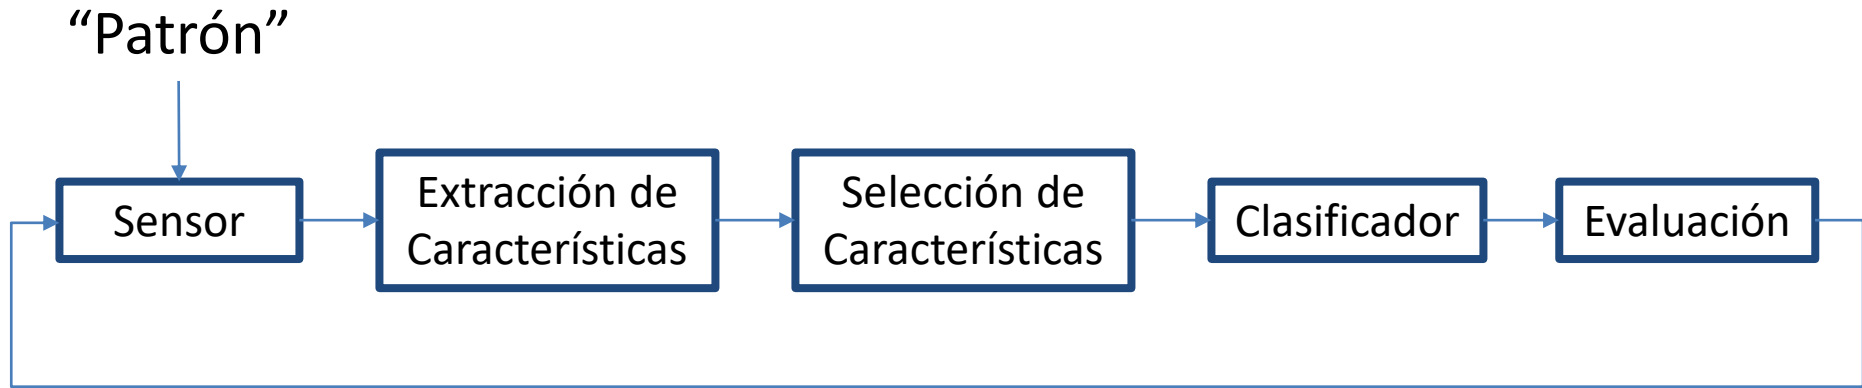 “Patrón”
Sensor
Extracción de
Características
Selección de
Características
Clasificador
Evaluación